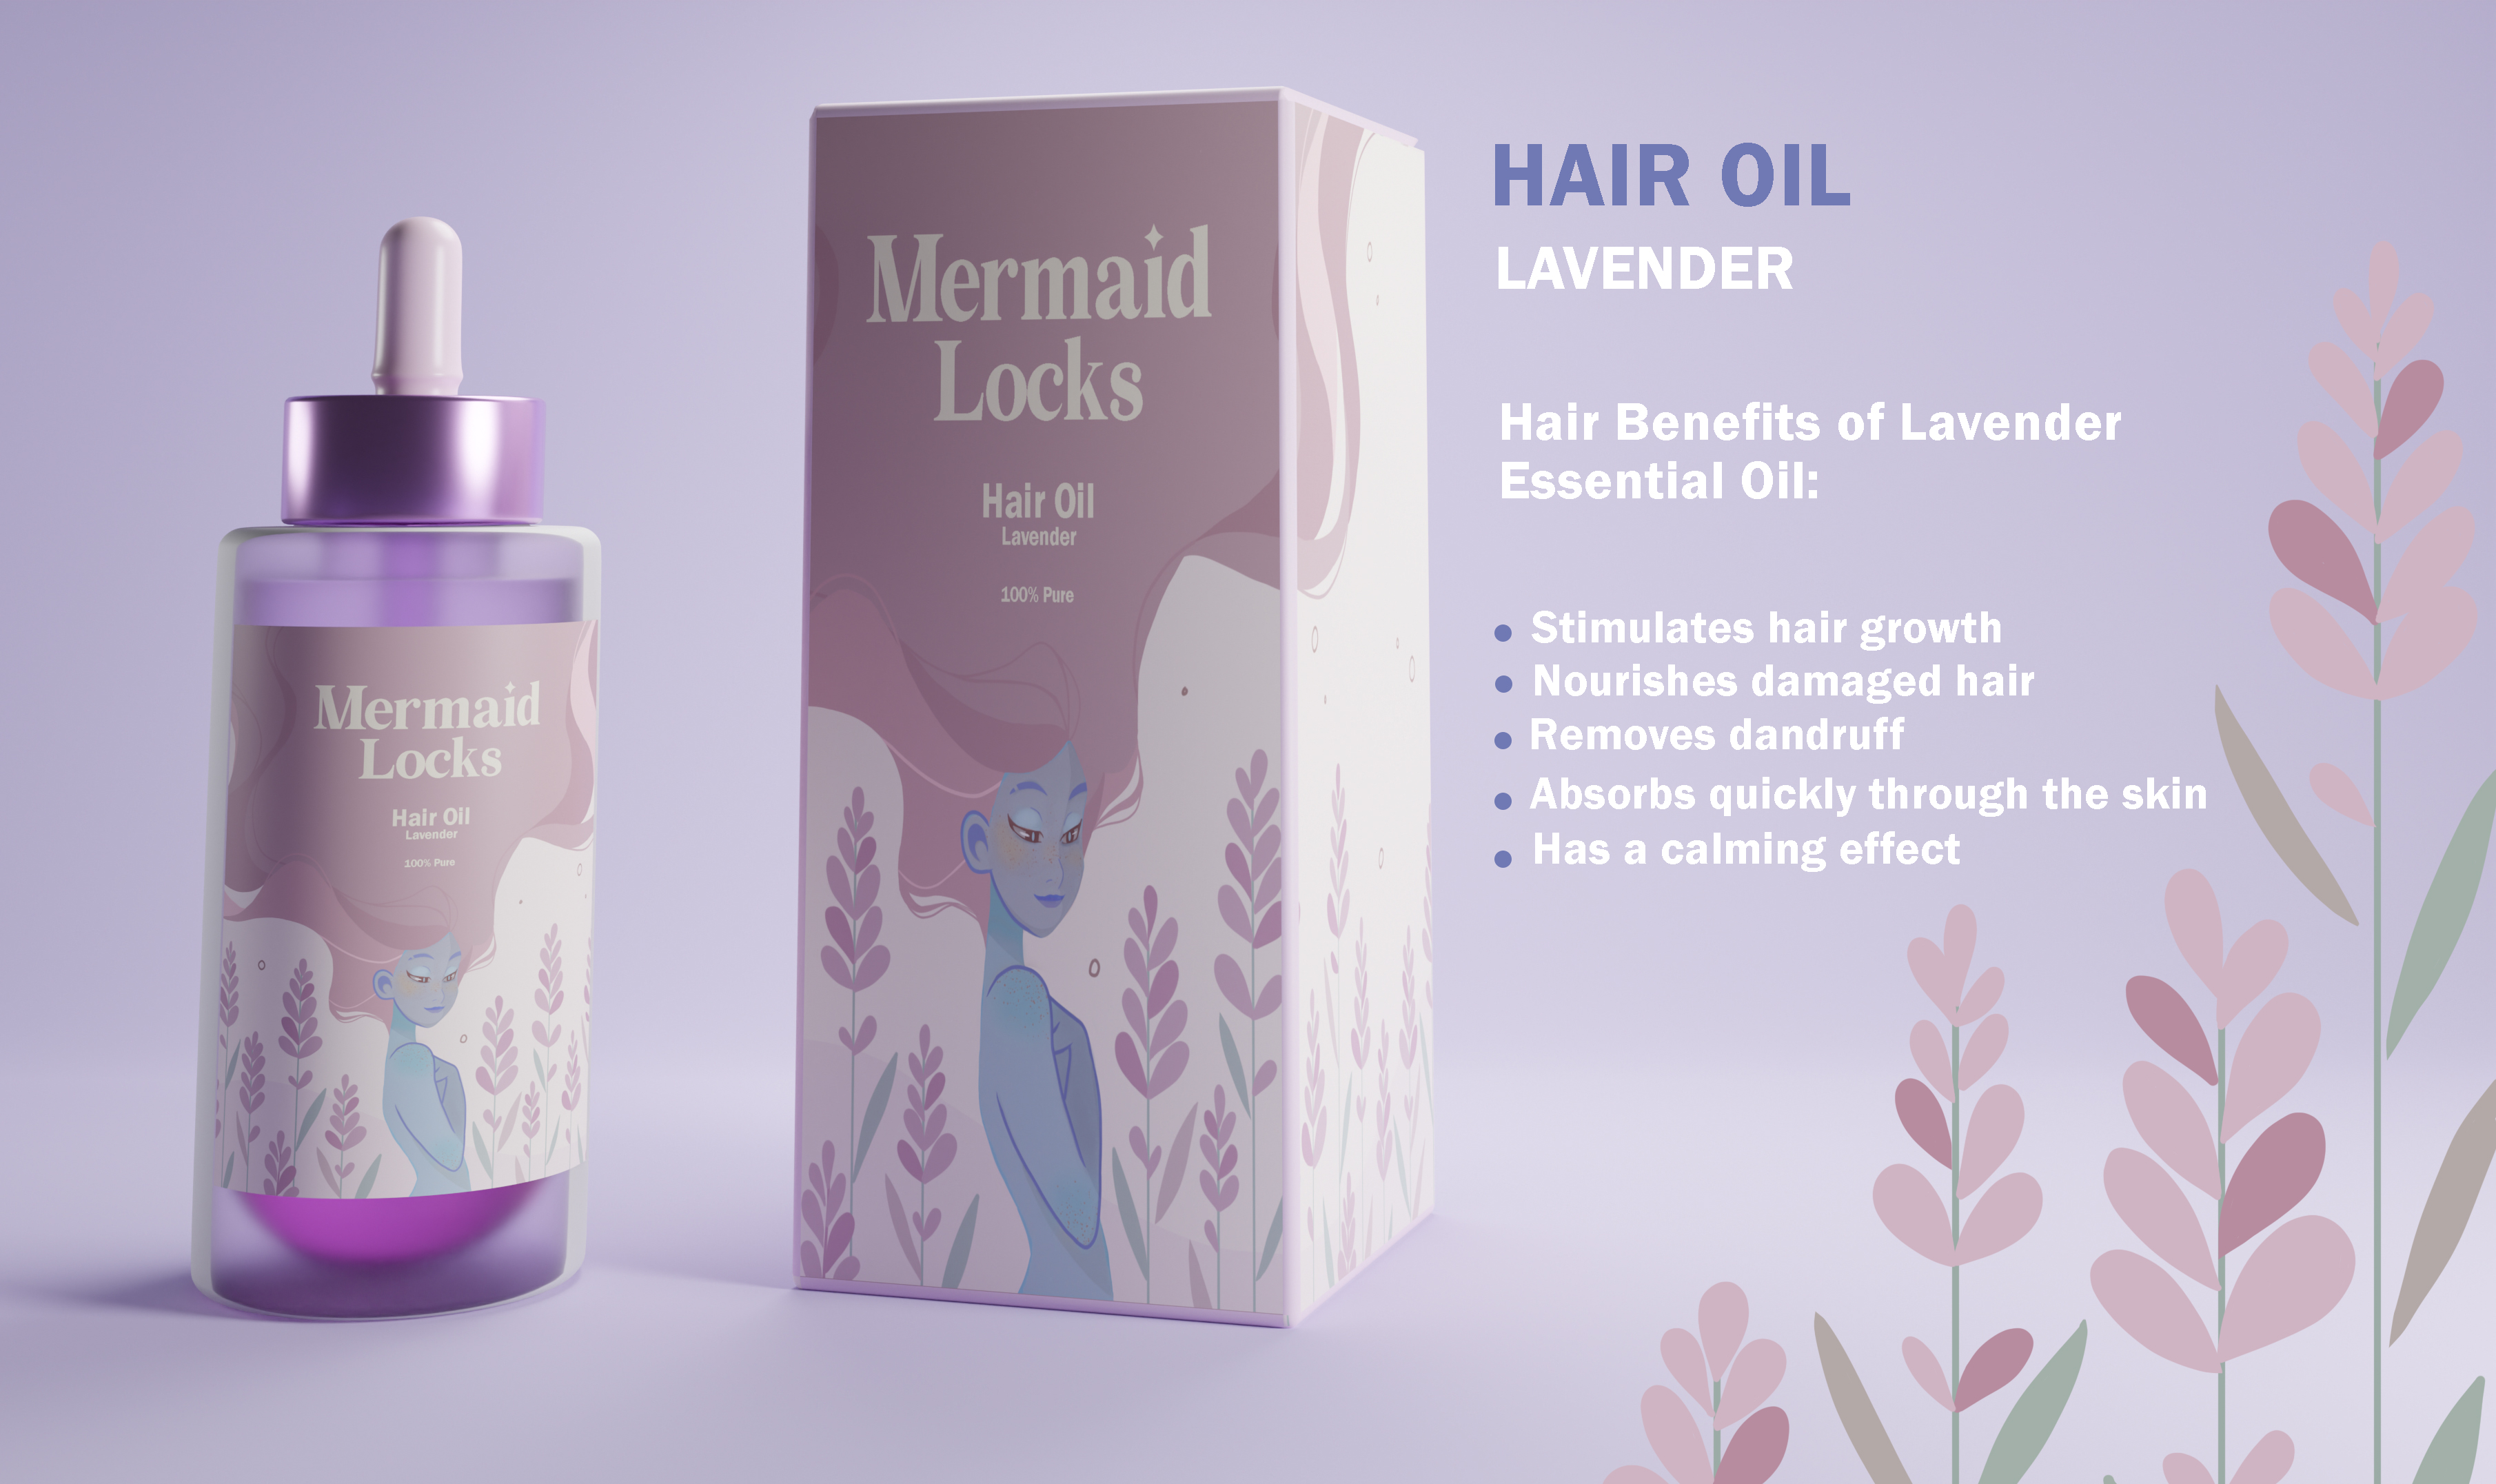 Mermaid
Locks
Hair Oil
Lavender
100% Pure
Mermaid
Locks
Hair Oil
Lavender
100% Pure
HAIR OIL
LAVENDER
Hair Benefits of Lavender
Essential Oil:
Stimulates hair growth
Nourishes damaged hair
Removes dandruff
Absorbs quickly through the skin
Has a calming effect